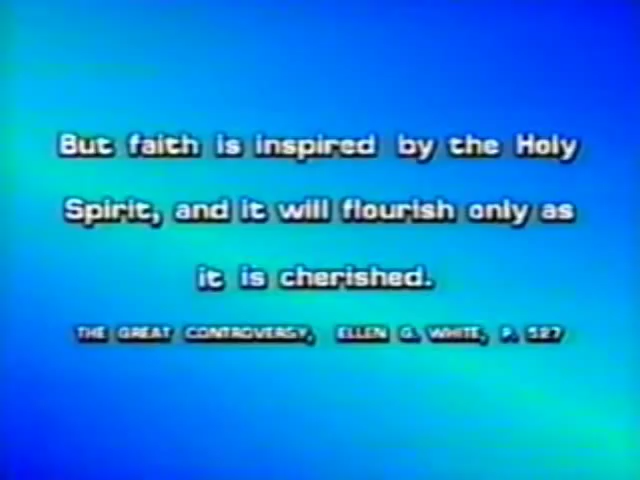 But faith is inspired by the Holy
Spirit, and it will flourish only as
it is cherished.
THE GREAT CONTROVERSY, ELLEN G. WHITE, P. 527